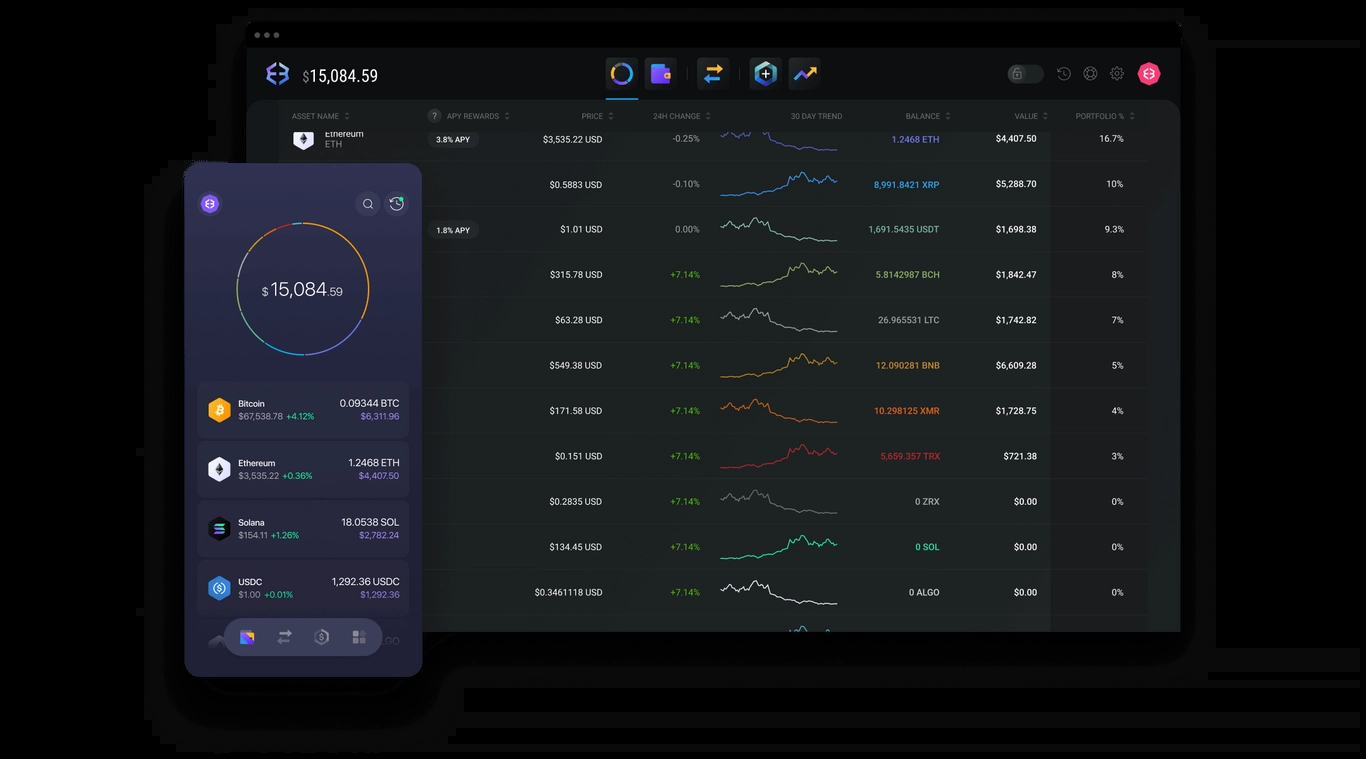 $15,084.59
ASSET NAME ? APY REWARDS PRICE 24H CHANGE 30 DAY TREND BALANCE VALUE PORTFOLIO %
Ethereum
ETH
3.8% APY $3,535.22 USD -0.25% 1.2468 ETH $4,407.50 16.7%
$0.5883 USD -0.10% 8,991.8421 XRP $5,288.70 10%
1.8% APY $1.01 USD 0.00% 1,691.5435 USDT $1,698.38 9.3%
$315.78 USD +7.14% 5.8142987 BCH $1,842.47 8%
$63.28 USD +7.14% 26.965531 LTC $1,742.82 7%
$549.38 USD +7.14% 12.090281 BNB $6,609.28 5%
$171.58 USD +7.14% 10.298125 XMR $1,728.75 4%
$0.151 USD +7.14% 5,659.357 TRX $721.38 3%
$0.2835 USD +7.14% 0 ZRX $0.00 0%
$134.45 USD +7.14% 0 SOL $0.00 0%
$0.3461118 USD +7.14% 0 ALGO $0.00 0%
$15,084.59
Bitcoin 0.09344 BTC
$67,538.78 +4.12% $6,311.96
Ethereum 1.2468 ETH
$3,535.22 +0.36% $4,407.50
Solana 18.0538 SOL
$154.11 +1.26% $2,782.24
USDC 1,292.36 USDC
$1.00 +0.01% $1,292.36